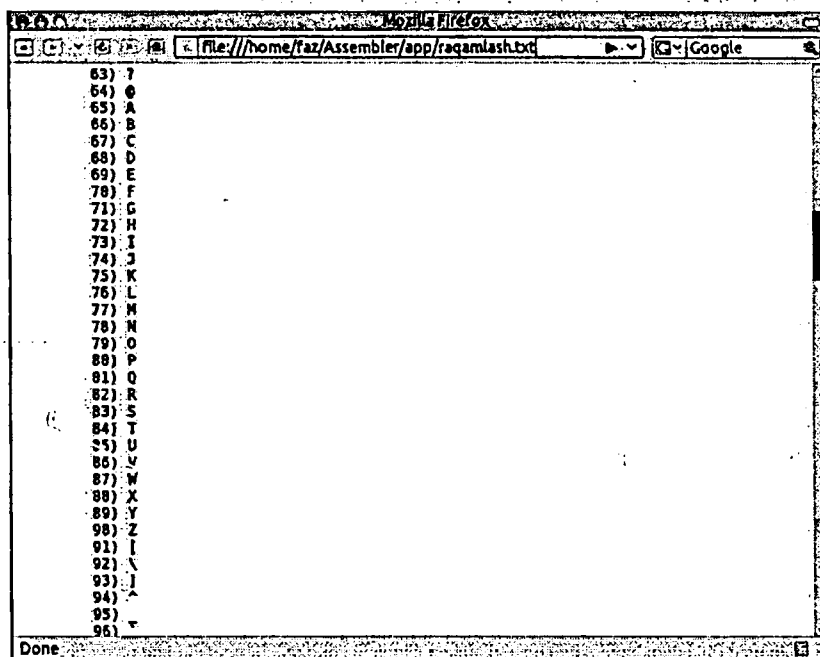 Mozilla Firefox
file:///home/faz/Assembler/app/raqamlash.txt
Google
63) ?
64) @
65) A
66) B
67) C
68) D
69) E
70) F
71) G
72) H
73) I
74) J
75) K
76) L
77) M
78) N
79) O
80) P
81) Q
82) R
83) S
84) T
85) U
86) V
87) W
88) X
89) Y
90) Z
91) [
92) \
93) ]
94) ^
95) _
96)
Done